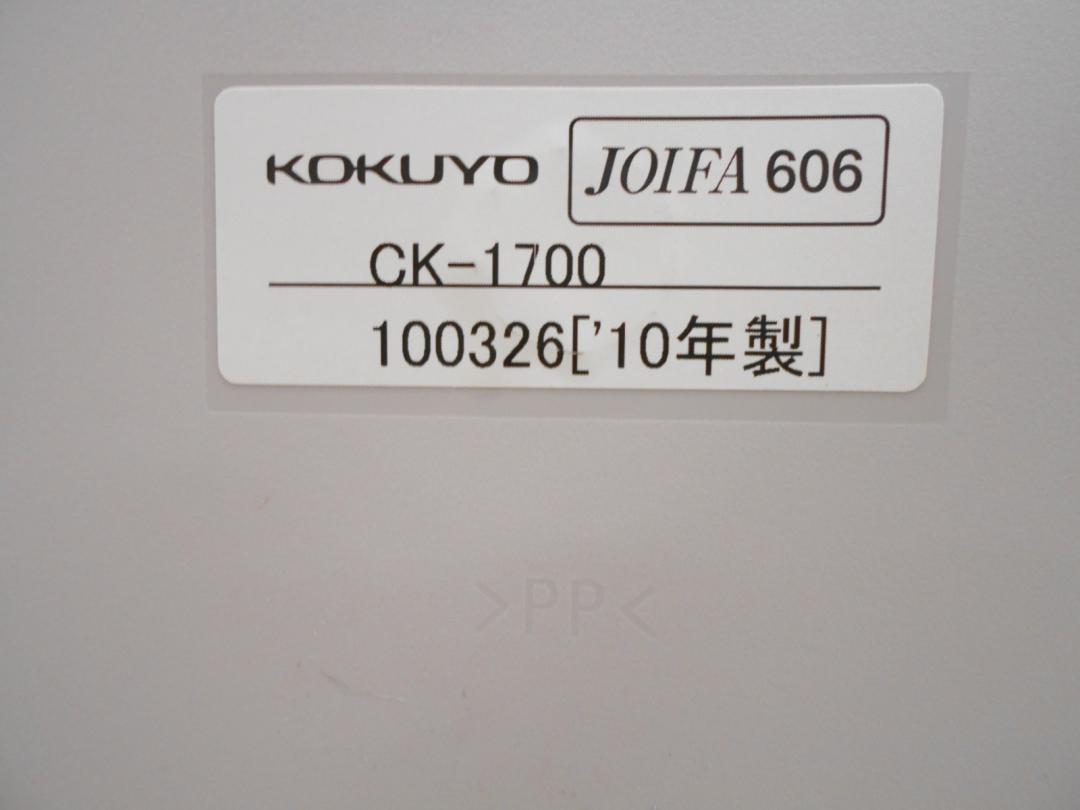 KOKUYO JOIFA 606
CK-1700
100326['10年製]
>PP<